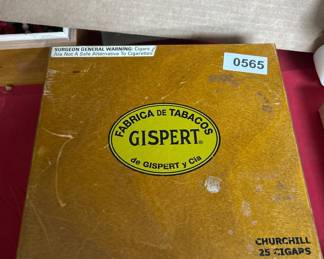 SURGEON GENERAL WARNING: Cigars
Are Not A Safe Alternative To Cigarettes
0565
FABRICA DE TABACOS
GISPERT®
de GISPERT y Cia
CHURCHILL
25 CIGARS